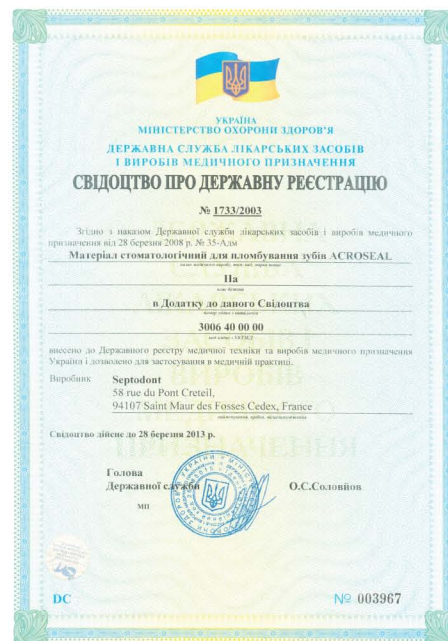 УКРАЇНА
МІНІСТЕРСТВО ОХОРОНИ ЗДОРОВ'Я
ДЕРЖАВНА СЛУЖБА ЛІКАРСЬКИХ ЗАСОБІВ
І ВИРОБІВ МЕДИЧНОГО ПРИЗНАЧЕННЯ
СВІДОЦТВО ПРО ДЕРЖАВНУ РЕЄСТРАЦІЮ
№ 1733/2003
Згідно з наказом Державної служби лікарських засобів і виробів медичного
призначення від 28 березня 2008 р. № 35-Адм
Матеріал стоматологічний для пломбування зубів ACROSEAL
ІІа
клас безпеки
в Додатку до даного Свідоцтва
3006 40 00 00
внесено до Державного реєстру медичної техніки та виробів медичного призначення
України і дозволено для застосування в медичній практиці.
Виробник Septodont
58 rue du Pont Creteil,
94107 Saint Maur des Fosses Cedex, France
Свідоцтво дійсне до 28 березня 2013 р.
Голова
Державної служби О.С.Соловйов
МП
DC № 003967